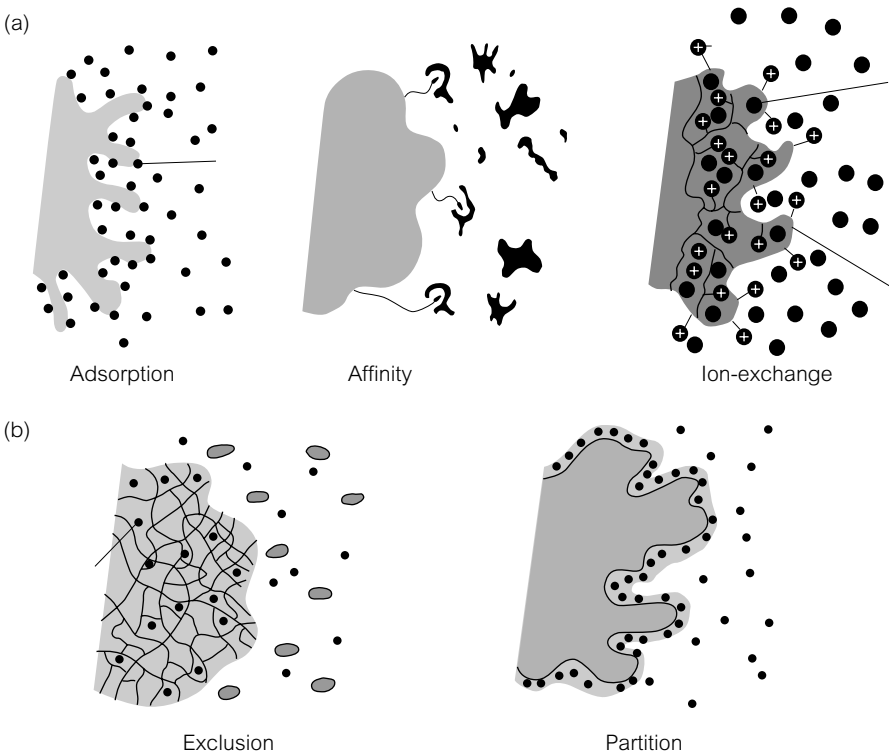 (a)
Adsorption
Affinity
Ion-exchange
(b)
Exclusion
Partition